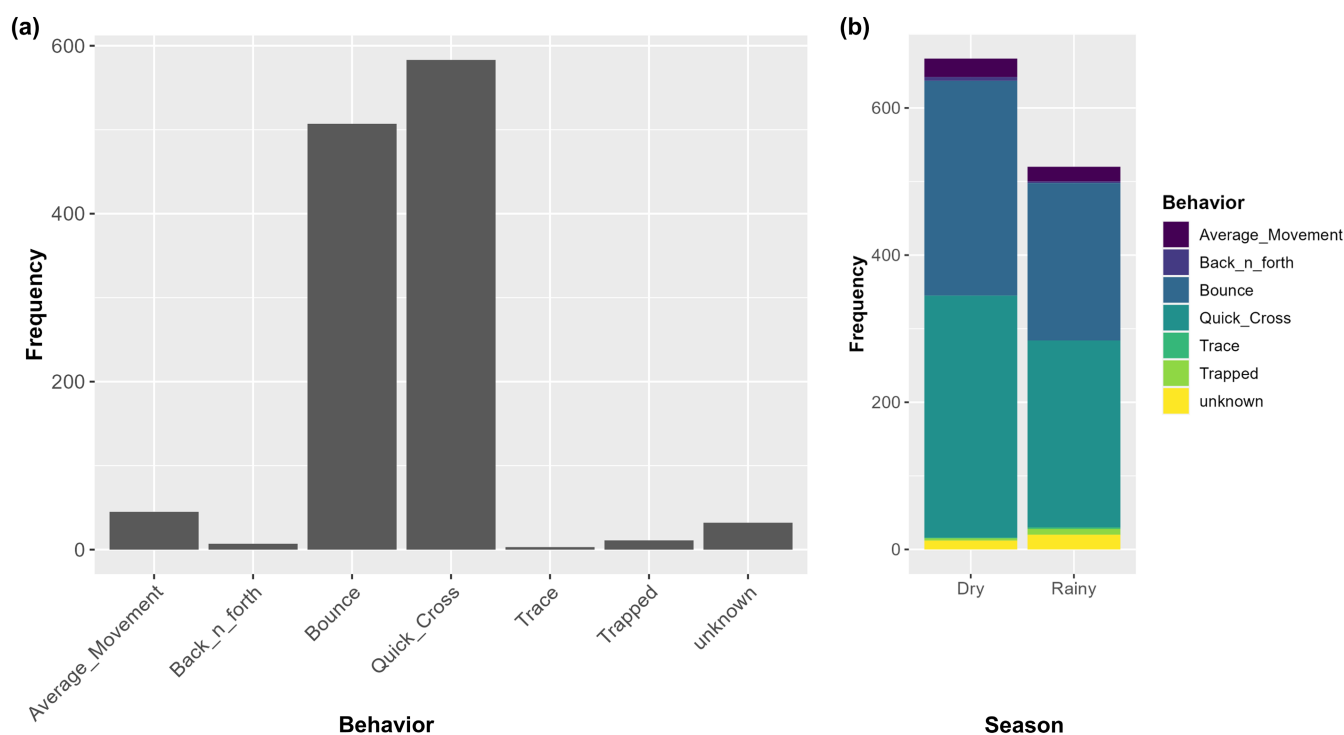 (a)
600
400
200
0
Frequency
Average_Movement
Back_n_forth
Bounce
Quick_Cross
Trace
Trapped
unknown
Behavior
(b)
600
400
200
0
Frequency
Dry
Rainy
Season
Behavior
Average_Movement
Back_n_forth
Bounce
Quick_Cross
Trace
Trapped
unknown